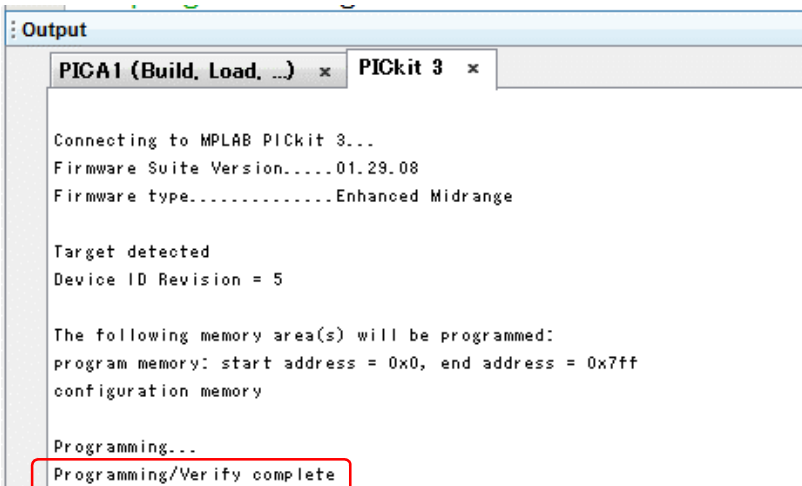 Output
PICA1 (Build, Load, ...) × PICkit 3 ×
Connecting to MPLAB PICkit 3...
Firmware Suite Version.....01.29.08
Firmware type..............Enhanced Midrange
Target detected
Device ID Revision = 5
The following memory area(s) will be programmed:
program memory: start address = 0x0, end address = 0x7ff
configuration memory
Programming...
Programming/Verify complete